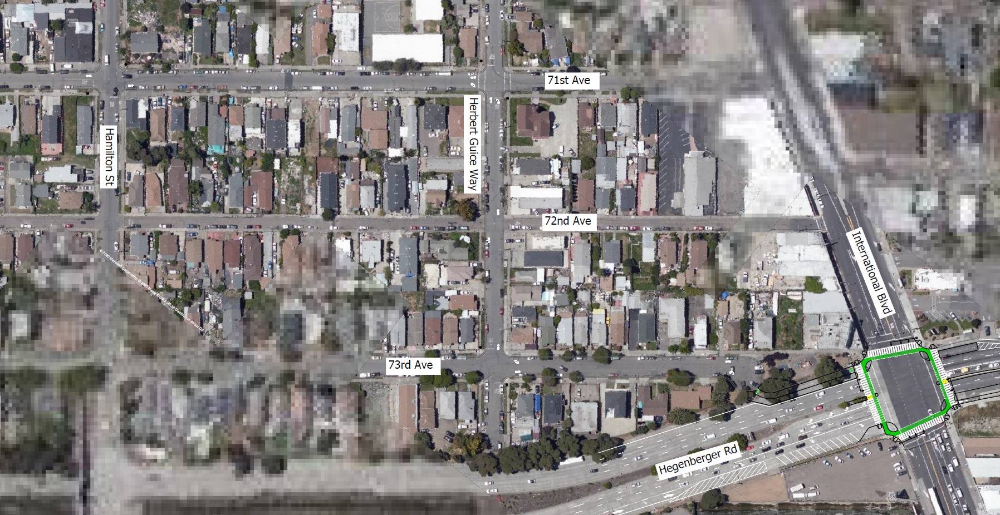 71st Ave
Hamilton St
Herbert Guice Way
72nd Ave
International Blvd
73rd Ave
Hegenberger Rd